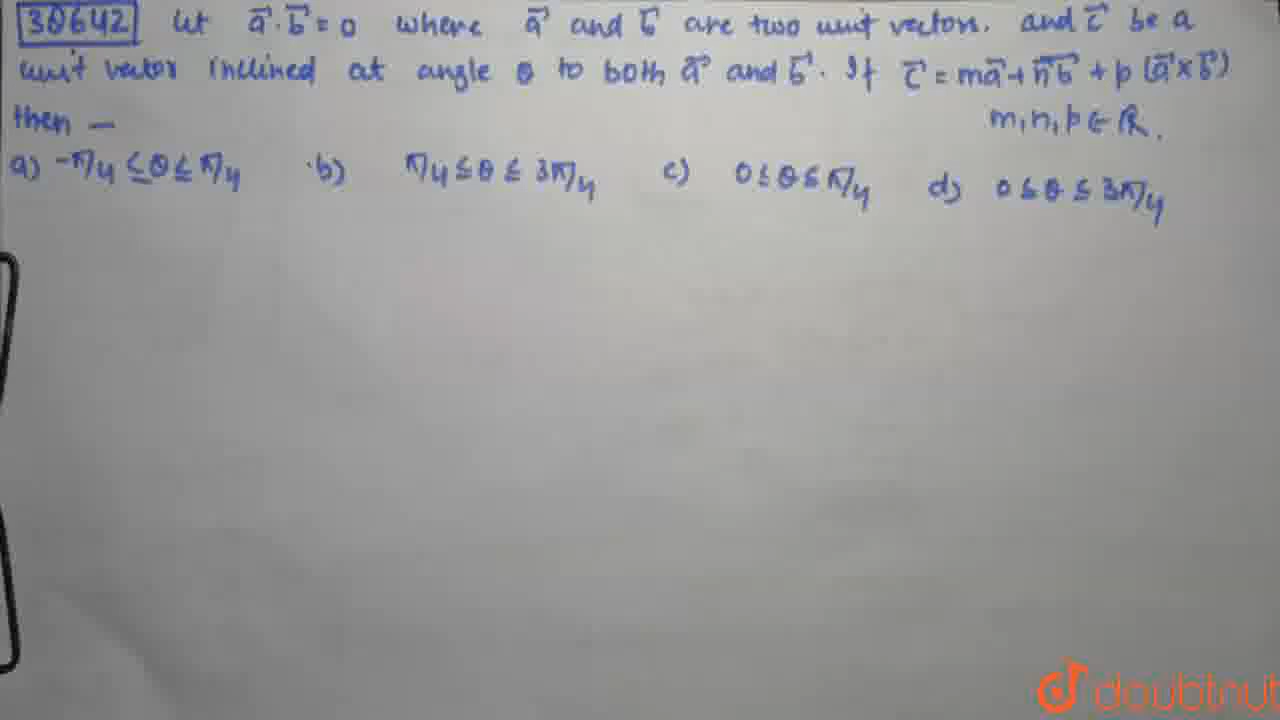 30642 let a⃗·b⃗ = 0 where a⃗ and b⃗ are two unit vectors. and c⃗ be a
unit vector inclined at angle θ to both a⃗ and b⃗. If c⃗ = ma⃗ + nb⃗ + p(a⃗×b⃗)
then — m,n,p ∈ R.
a) -π/4 ≤ θ ≤ π/4 b) π/4 ≤ θ ≤ 3π/4 c) 0 ≤ θ ≤ π/4 d) 0 ≤ θ ≤ 3π/4
doubtnut